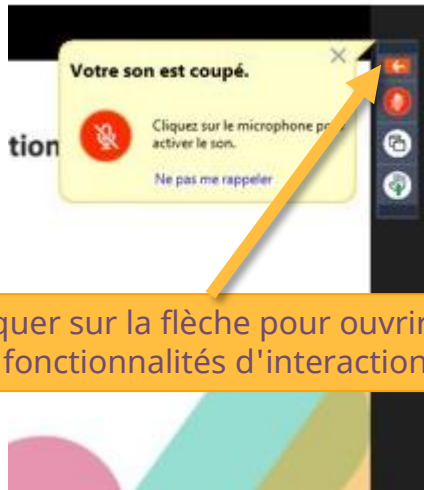 Votre son est coupé.
tion
Cliquez sur le microphone pour
activer le son.
Ne pas me rappeler
quer sur la flèche pour ouvrir
fonctionnalités d'interaction